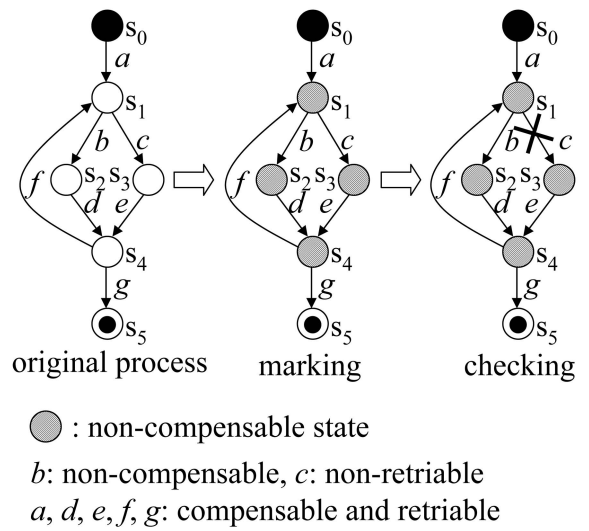 s0 s0 s0
a a a
s1 s1 s1
b c b c b c
f s2 s3 f s2 s3 f s2 s3
d e d e d e
s4 s4 s4
g g g
s5 s5 s5
original process marking checking
: non-compensable state
b: non-compensable, c: non-retriable
a, d, e, f, g: compensable and retriable